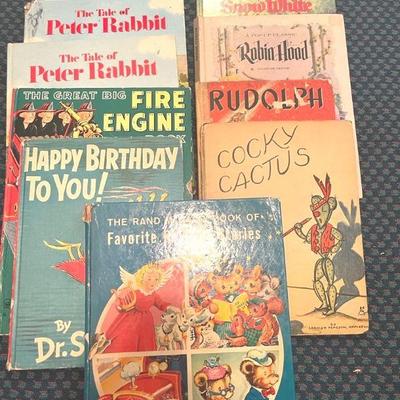 The Tale of
Peter Rabbit
Snow White
The Tale of
Peter Rabbit
A POP-UP CLASSIC
Robin Hood
THE GREAT BIG
FIRE
ENGINE
BOOK
RUDOLPH
HAPPY BIRTHDAY
TO YOU!
By
Dr. S
COCKY
CACTUS
THE RAND BOOK OF
Favorite Stories